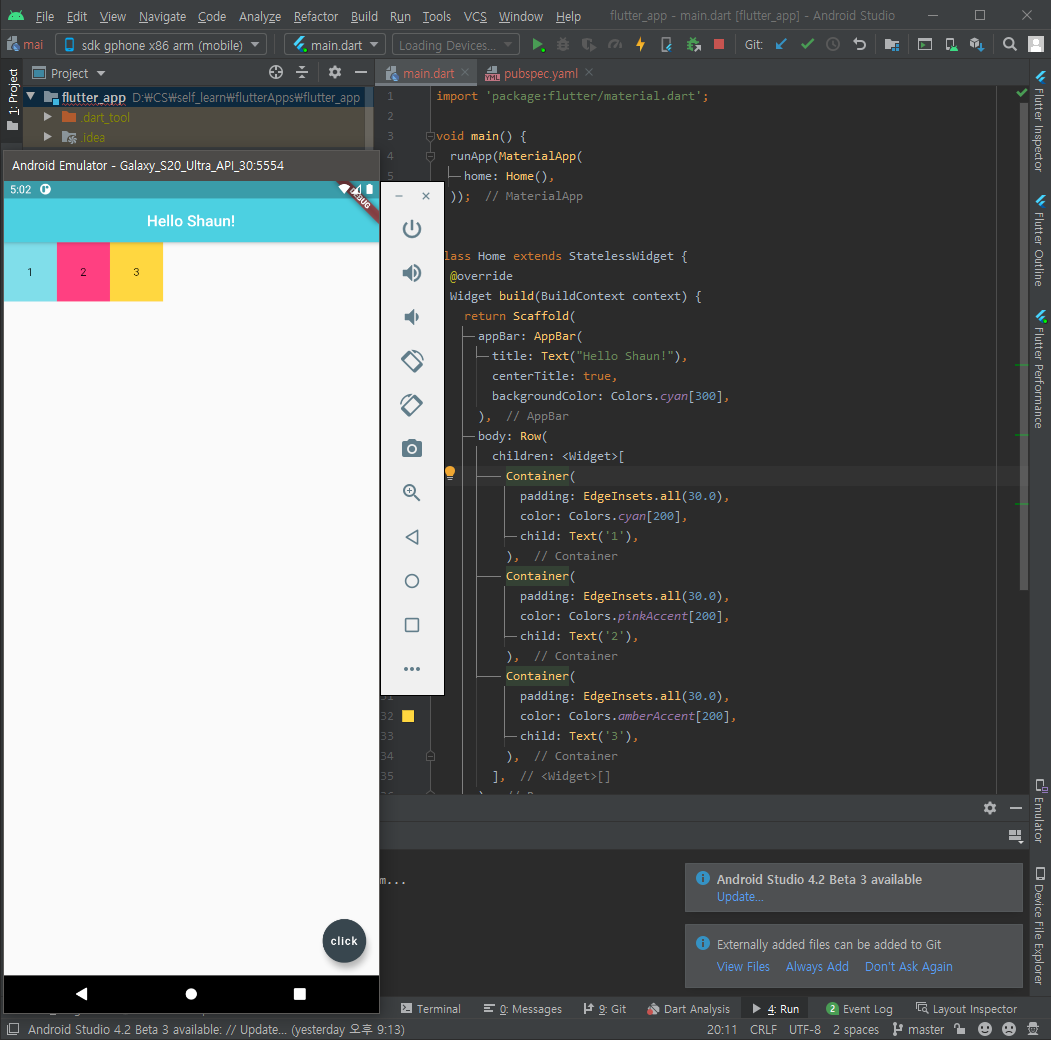 File Edit View Navigate Code Analyze Refactor Build Run Tools VCS Window Help flutter_app - main.dart [flutter_app] - Android Studio
mai sdk gphone x86 arm (mobile) main.dart Loading Devices... Git:
1: Project
Project
main.dart
pubspec.yaml
flutter_app D:₩CS₩self_learn₩flutterApps₩flutter_app
.dart_tool
.idea
Android Emulator - Galaxy_S20_Ultra_API_30:5554
5:02
DEBUG
Hello Shaun!
1 2 3
click
1 import 'package:flutter/material.dart';
2
3 void main() {
4 runApp(MaterialApp(
5 home: Home(),
)); // MaterialApp
lass Home extends StatelessWidget {
@override
Widget build(BuildContext context) {
return Scaffold(
appBar: AppBar(
title: Text("Hello Shaun!"),
centerTitle: true,
backgroundColor: Colors.cyan[300],
), // AppBar
body: Row(
children: <Widget>[
Container(
padding: EdgeInsets.all(30.0),
color: Colors.cyan[200],
child: Text('1'),
), // Container
Container(
padding: EdgeInsets.all(30.0),
color: Colors.pinkAccent[200],
child: Text('2'),
), // Container
Container(
padding: EdgeInsets.all(30.0),
32 color: Colors.amberAccent[200],
33 child: Text('3'),
34 ), // Container
35 ], // <Widget>[]
Flutter Inspector
Flutter Outline
Flutter Performance
Emulator
Device File Explorer
m...
Android Studio 4.2 Beta 3 available
Update...
Externally added files can be added to Git
View Files Always Add Don't Ask Again
Terminal 0: Messages 9: Git Dart Analysis 4: Run 2 Event Log Layout Inspector
Android Studio 4.2 Beta 3 available: // Update... (yesterday 오후 9:13) 20:11 CRLF UTF-8 2 spaces master